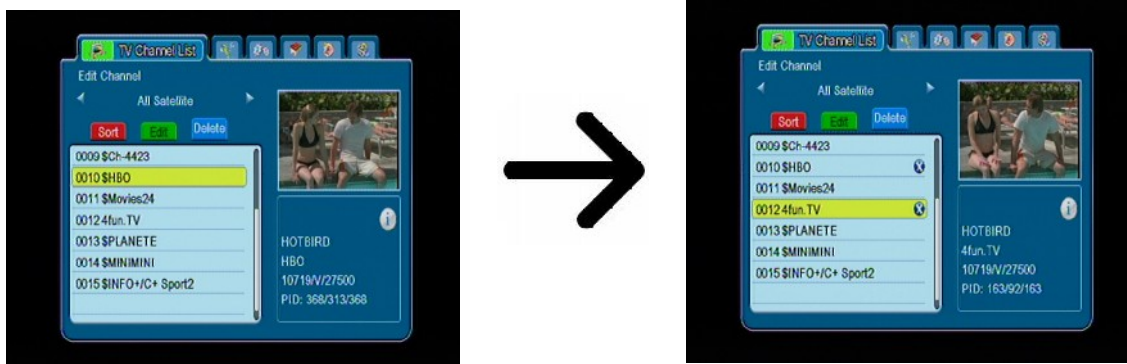 TV Channel List
Edit Channel
All Satellite
Sort Edit Delete
0009 $Ch-4423
0010 $HBO
0011 $Movies24
0012 4fun.TV
0013 $PLANETE
0014 $MINIMINI
0015 $INFO+/C+ Sport2
HOTBIRD
HBO
10719/V/27500
PID: 368/313/368
TV Channel List
Edit Channel
All Satellite
Sort Edit Delete
0009 $Ch-4423
0010 $HBO
0011 $Movies24
0012 4fun.TV
0013 $PLANETE
0014 $MINIMINI
0015 $INFO+/C+ Sport2
HOTBIRD
4fun.TV
10719/V/27500
PID: 163/92/163